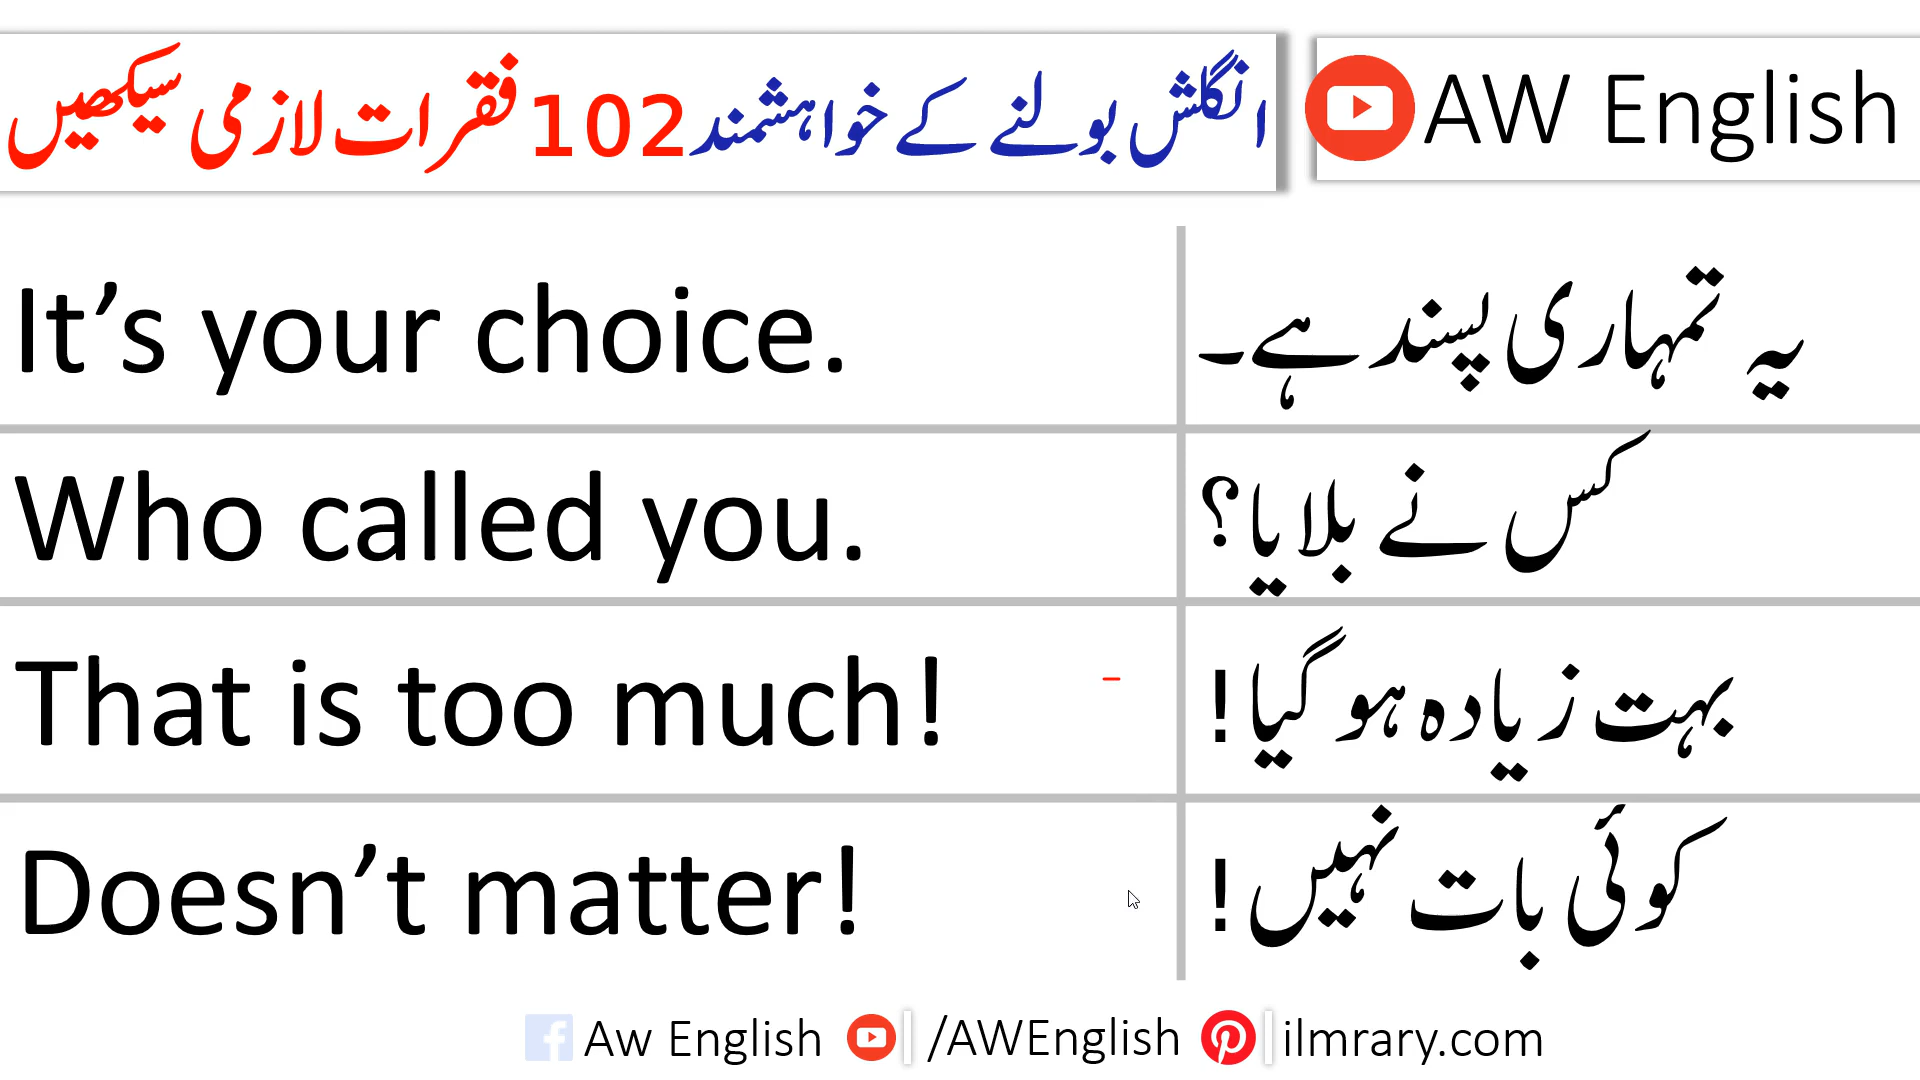 انگلش بولنے کے خواہشمند 102 فقرات لازمی سیکھیں
AW English
It’s your choice.
یہ تمہاری پسند ہے۔
Who called you.
کس نے بلایا؟
That is too much!
بہت زیادہ ہو گیا!
Doesn’t matter!
کوئی بات نہیں!
Aw English /AWEnglish ilmrary.com